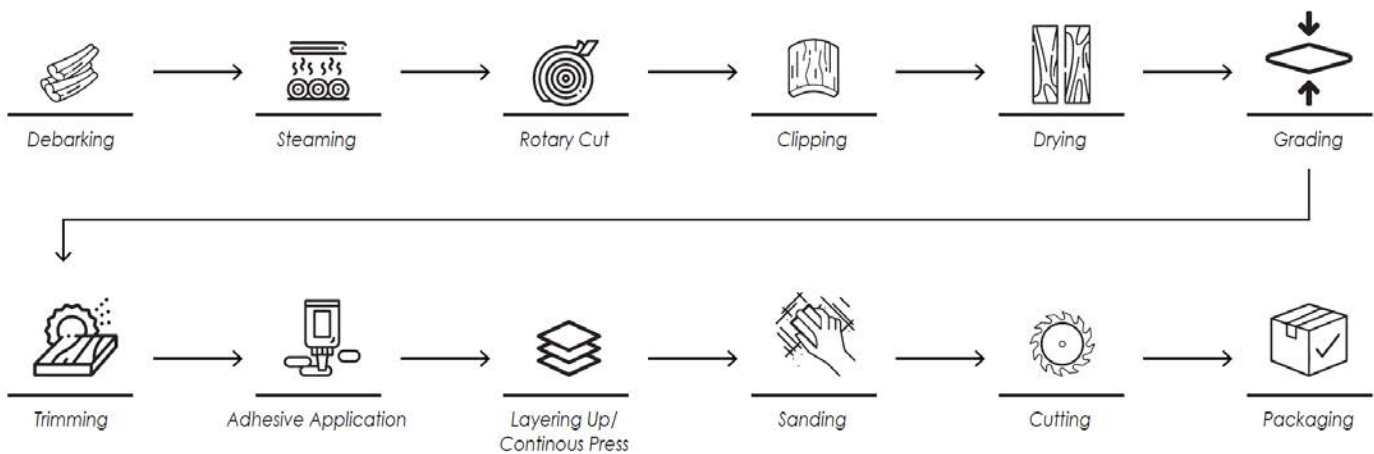 Debarking
Steaming
Rotary Cut
Clipping
Drying
Grading
Trimming
Adhesive Application
Layering Up/
Continous Press
Sanding
Cutting
Packaging